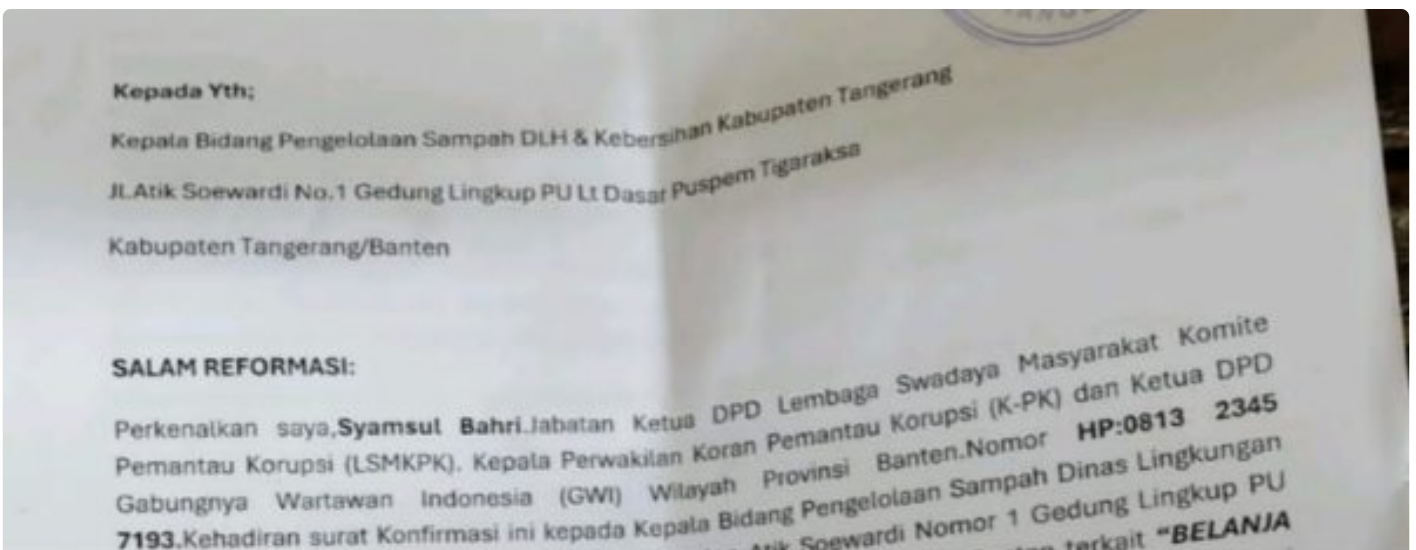 TANG
Kepada Yth;
Kepala Bidang Pengelolaan Sampah DLH & Kebersihan Kabupaten Tangerang
Jl.Atik Soewardi No.1 Gedung Lingkup PU Lt Dasar Puspem Tigaraksa
Kabupaten Tangerang/Banten
SALAM REFORMASI:
Perkenalkan saya,Syamsul Bahri.Jabatan Ketua DPD Lembaga Swadaya Masyarakat Komite
Pemantau Korupsi (LSMKPK). Kepala Perwakilan Koran Pemantau Korupsi (K-PK) dan Ketua DPD
Gabungnya Wartawan Indonesia (GWI) Wilayah Provinsi Banten.Nomor HP:0813 2345
7193.Kehadiran surat Konfirmasi ini kepada Kepala Bidang Pengelolaan Sampah Dinas Lingkungan
Atik Soewardi Nomor 1 Gedung Lingkup PU
terkait "BELANJA